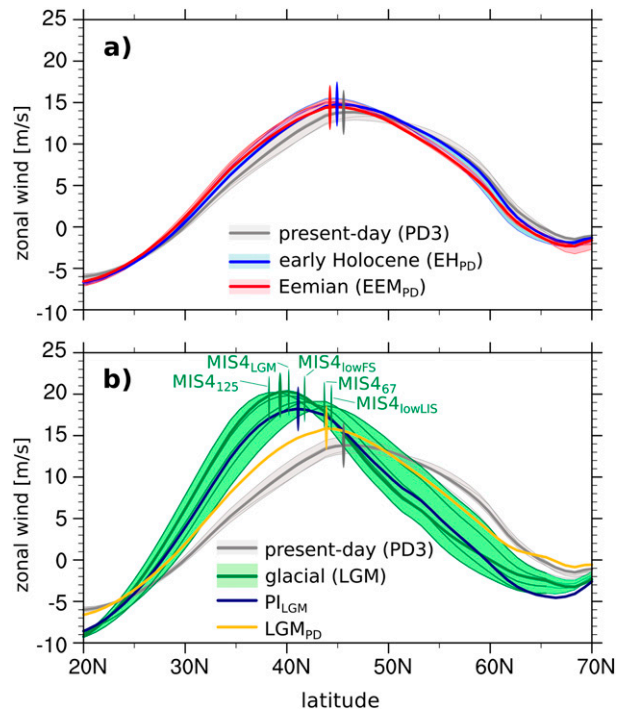 a)
25
20
15
10
5
0
-5
-10
zonal wind [m/s]
present-day (PD3)
early Holocene (EH_PD)
Eemian (EEM_PD)
b)
25
20
15
10
5
0
-5
-10
zonal wind [m/s]
MIS4_LGM
MIS4_lowFS
MIS4_125
MIS4_67
MIS4_lowLIS
present-day (PD3)
glacial (LGM)
PI_LGM
LGM_PD
20N 30N 40N 50N 60N 70N
latitude